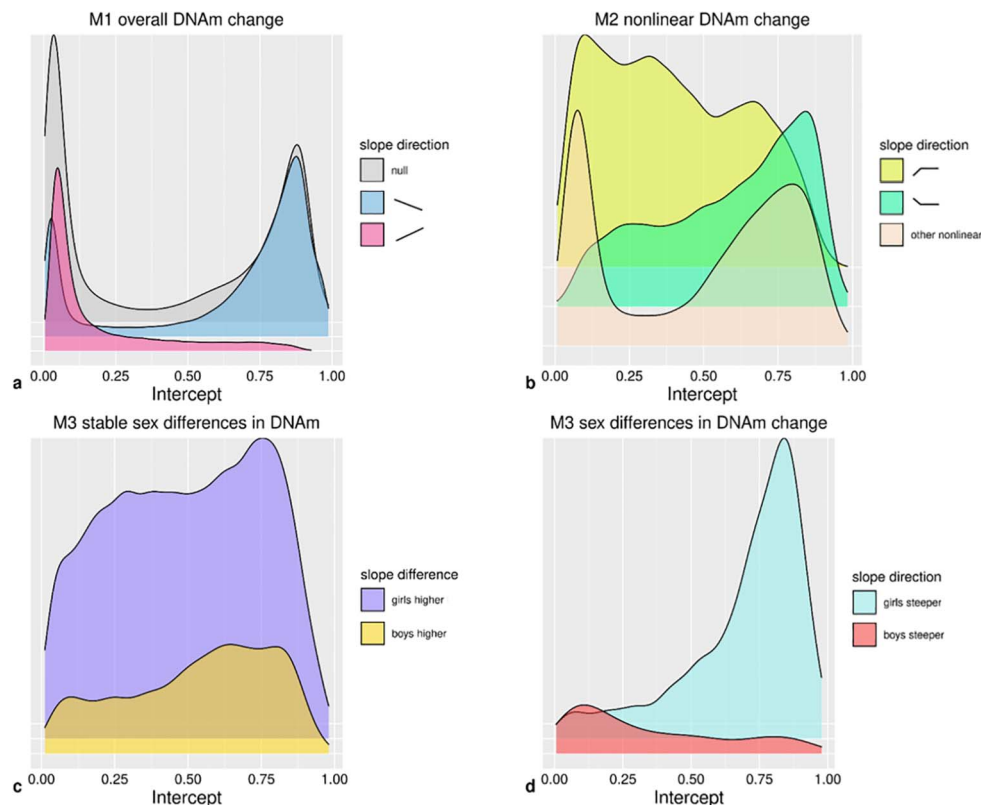 M1 overall DNAm change
slope direction
null
0.00 0.25 0.50 0.75 1.00
Intercept
a
M2 nonlinear DNAm change
slope direction
other nonlinear
0.00 0.25 0.50 0.75 1.00
Intercept
b
M3 stable sex differences in DNAm
slope difference
girls higher
boys higher
0.00 0.25 0.50 0.75 1.00
Intercept
c
M3 sex differences in DNAm change
slope direction
girls steeper
boys steeper
0.00 0.25 0.50 0.75 1.00
Intercept
d